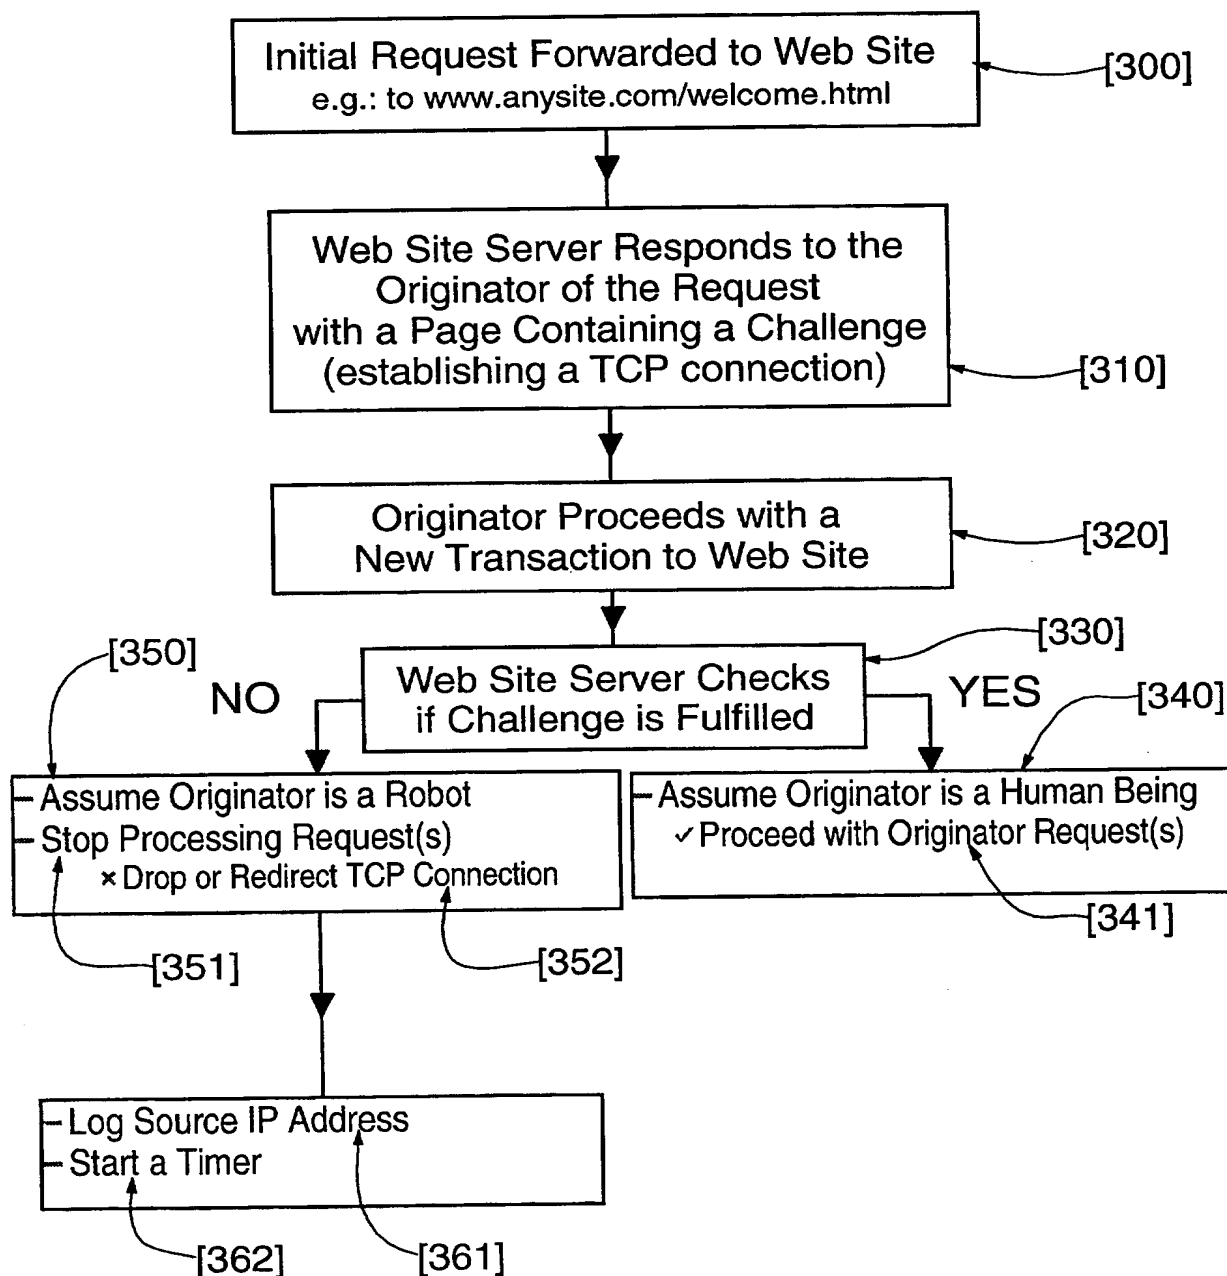 Initial Request Forwarded to Web Site
e.g.: to www.anysite.com/welcome.html
[300]
Web Site Server Responds to the
Originator of the Request
with a Page Containing a Challenge
(establishing a TCP connection)
[310]
Originator Proceeds with a
New Transaction to Web Site
[320]
[330]
Web Site Server Checks
if Challenge is Fulfilled
[350]
NO
YES
[340]
– Assume Originator is a Robot
– Stop Processing Request(s)
× Drop or Redirect TCP Connection
[351]
[352]
– Assume Originator is a Human Being
✓ Proceed with Originator Request(s)
[341]
– Log Source IP Address
– Start a Timer
[362]
[361]